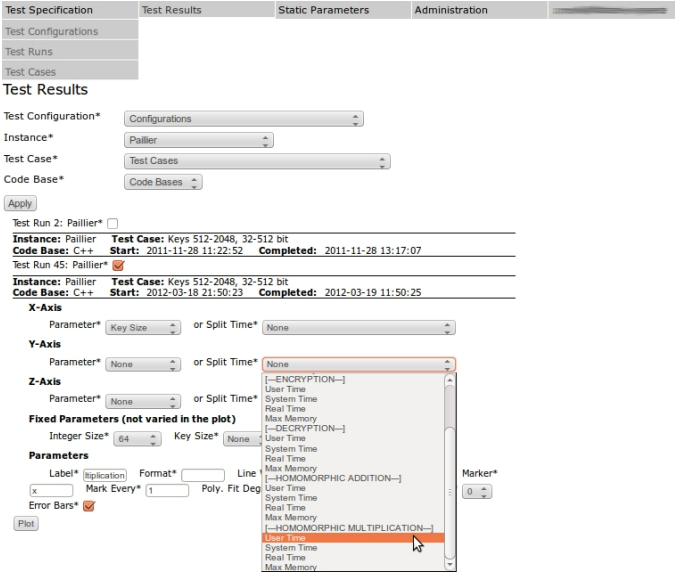 Test Specification Test Results Static Parameters Administration
Test Configurations
Test Runs
Test Cases
Test Results
Test Configuration* Configurations
Instance* Paillier
Test Case* Test Cases
Code Base* Code Bases
Apply
Test Run 2: Paillier*
Instance: Paillier Test Case: Keys 512-2048, 32-512 bit
Code Base: C++ Start: 2011-11-28 11:22:52 Completed: 2011-11-28 13:17:07
Test Run 45: Paillier*
Instance: Paillier Test Case: Keys 512-2048, 32-512 bit
Code Base: C++ Start: 2012-03-18 21:50:23 Completed: 2012-03-19 11:50:25
X-Axis
Parameter* Key Size or Split Time* None
Y-Axis
Parameter* None or Split Time* None
Z-Axis
Parameter* None or Split Time*
Fixed Parameters (not varied in the plot)
Integer Size* 64 Key Size* None
Parameters
Label* ltiplication Format* Line Marker*
x Mark Every* 1 Poly. Fit Deg 0
Error Bars*
Plot
[---ENCRYPTION---]
User Time
System Time
Real Time
Max Memory
[---DECRYPTION---]
User Time
System Time
Real Time
Max Memory
[---HOMOMORPHIC ADDITION---]
User Time
System Time
Real Time
Max Memory
[---HOMOMORPHIC MULTIPLICATION---]
User Time
System Time
Real Time
Max Memory